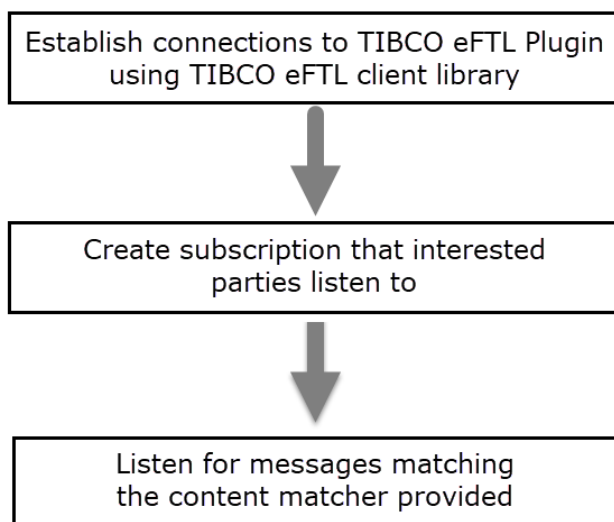 Establish connections to TIBCO eFTL Plugin
using TIBCO eFTL client library
Create subscription that interested
parties listen to
Listen for messages matching
the content matcher provided